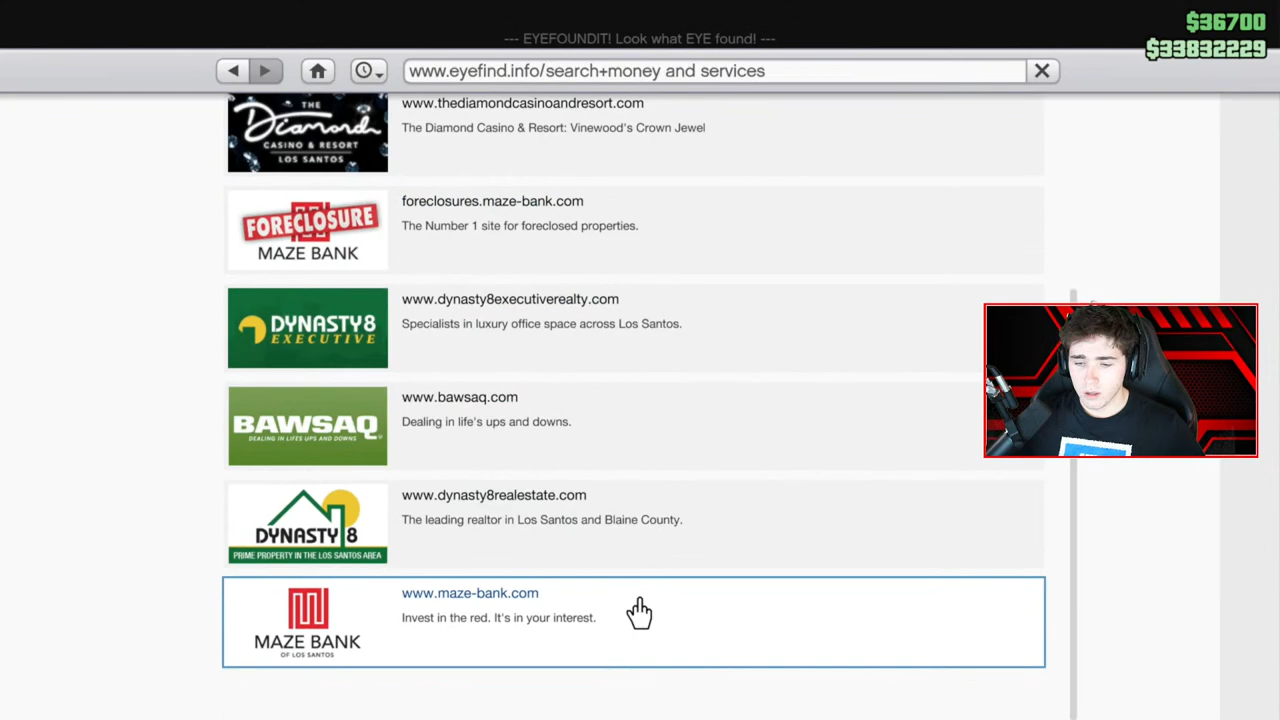 --- EYEFOUNDIT! Look what EYE found! ---
$36700
$33832229
www.eyefind.info/search+money and services
THE
Diamond
CASINO & RESORT
LOS SANTOS
www.thediamondcasinoandresort.com
The Diamond Casino & Resort: Vinewood's Crown Jewel
FORECLOSURE
MAZE BANK
foreclosures.maze-bank.com
The Number 1 site for foreclosed properties.
DYNASTY8
EXECUTIVE
www.dynasty8executiverealty.com
Specialists in luxury office space across Los Santos.
BAWSAQ
DEALING IN LIFE'S UPS AND DOWNS
www.bawsaq.com
Dealing in life's ups and downs.
DYNASTY 8
PRIME PROPERTY IN THE LOS SANTOS AREA
www.dynasty8realestate.com
The leading realtor in Los Santos and Blaine County.
MAZE BANK
OF LOS SANTOS
www.maze-bank.com
Invest in the red. It's in your interest.